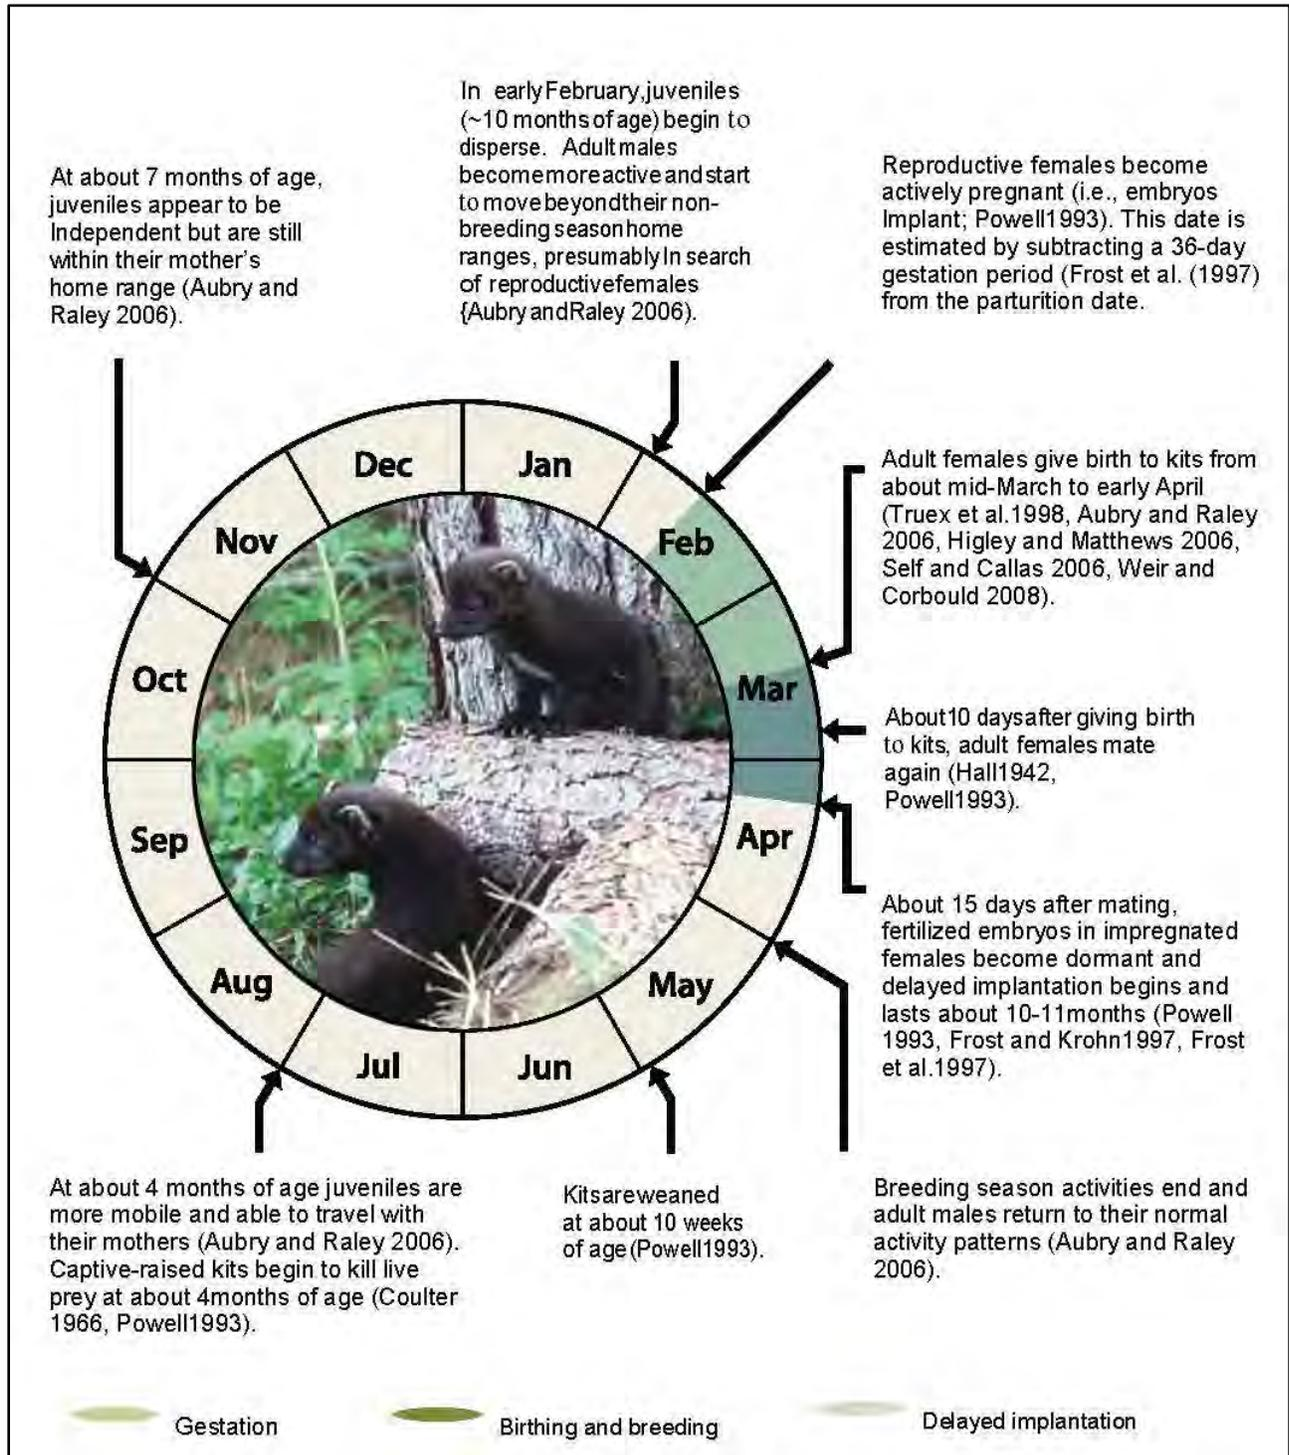 In earlyFebruary,juveniles
(~10 months of age) begin to
disperse. Adult males
becomemoreactive and start
to move beyond their non-
breeding season home
ranges, presumably In search
of reproductive females
{Aubry and Raley 2006).
At about 7 months of age,
juveniles appear to be
Independent but are still
within their mother's
home range (Aubry and
Raley 2006).
Reproductive females become
actively pregnant (i.e., embryos
Implant; Powell1993). This date is
estimated by subtracting a 36-day
gestation period (Frost et al. (1997)
from the parturition date.
Adult females give birth to kits from
about mid-March to early April
(Truex et al.1998, Aubry and Raley
2006, Higley and Matthews 2006,
Self and Callas 2006, Weir and
Corbould 2008).
About10 daysafter giving birth
to kits, adult females mate
again (Hall1942,
Powell1993).
About 15 days after mating,
fertilized embryos in impregnated
females become dormant and
delayed implantation begins and
lasts about 10-11months (Powell
1993, Frost and Krohn1997, Frost
et al.1997).
Breeding season activities end and
adult males return to their normal
activity patterns (Aubry and Raley
2006).
Kitsareweaned
at about 10 weeks
of age (Powell1993).
At about 4 months of age juveniles are
more mobile and able to travel with
their mothers (Aubry and Raley 2006).
Captive-raised kits begin to kill live
prey at about 4months of age (Coulter
1966, Powell1993).
Jan
Feb
Mar
Apr
May
Jun
Jul
Aug
Sep
Oct
Nov
Dec
Gestation
Birthing and breeding
Delayed implantation